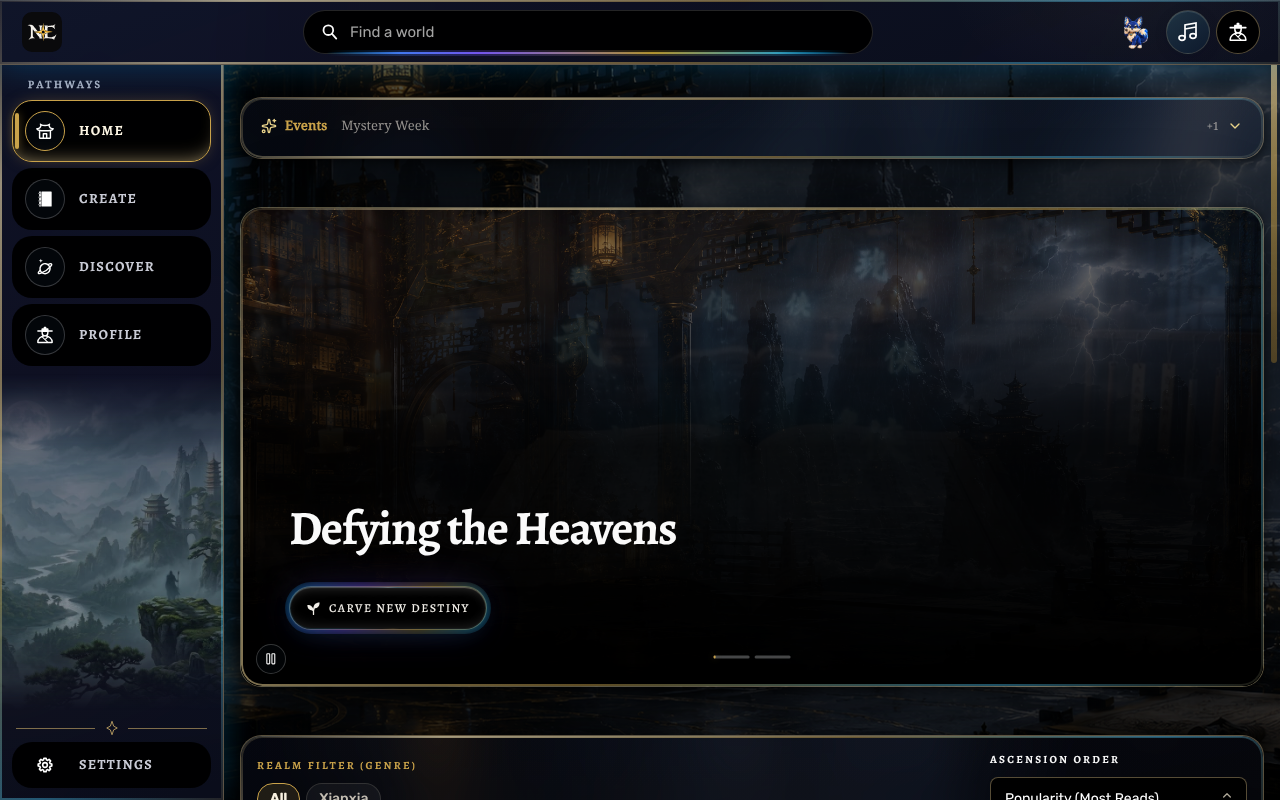 NE
Find a world
PATHWAYS
HOME
CREATE
DISCOVER
PROFILE
SETTINGS
Events Mystery Week +1
Defying the Heavens
CARVE NEW DESTINY
REALM FILTER (GENRE)
All Xianxia
ASCENSION ORDER
Popularity (Most Reads)